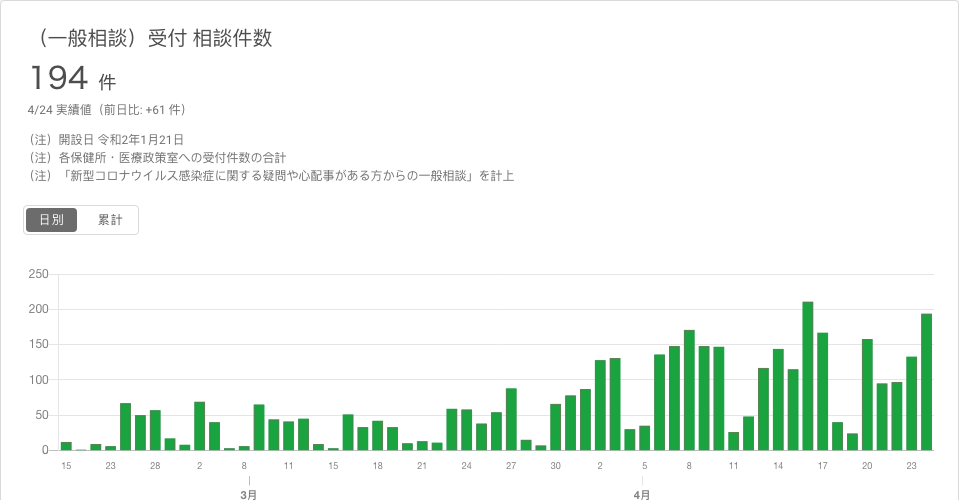 （一般相談）受付 相談件数
194 件
4/24 実績値（前日比: +61 件）
（注）開設日 令和2年1月21日
（注）各保健所・医療政策室への受付件数の合計
（注）「新型コロナウイルス感染症に関する疑問や心配事がある方からの一般相談」を計上
日別 累計
250
200
150
100
50
0
15 23 28 2 8 11 15 18 21 24 27 30 2 5 8 11 14 17 20 23
3月 4月